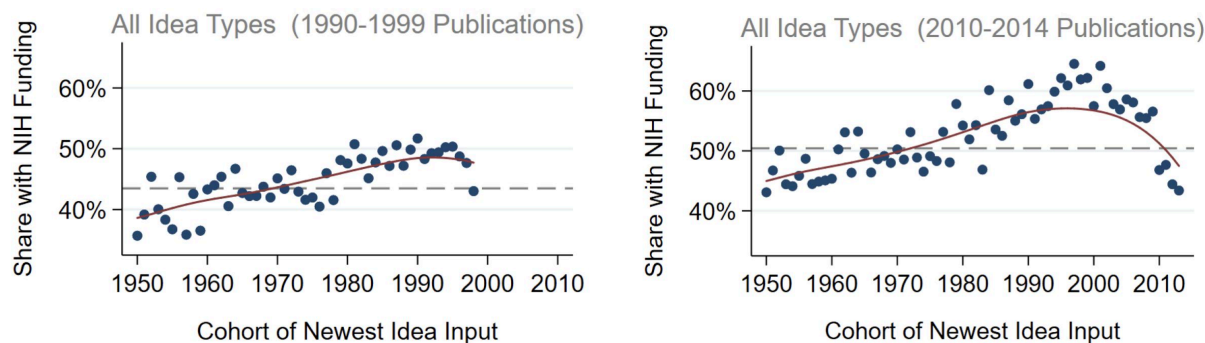 All Idea Types (1990-1999 Publications)
Share with NIH Funding
60%
50%
40%
1950 1960 1970 1980 1990 2000 2010
Cohort of Newest Idea Input
All Idea Types (2010-2014 Publications)
Share with NIH Funding
60%
50%
40%
1950 1960 1970 1980 1990 2000 2010
Cohort of Newest Idea Input